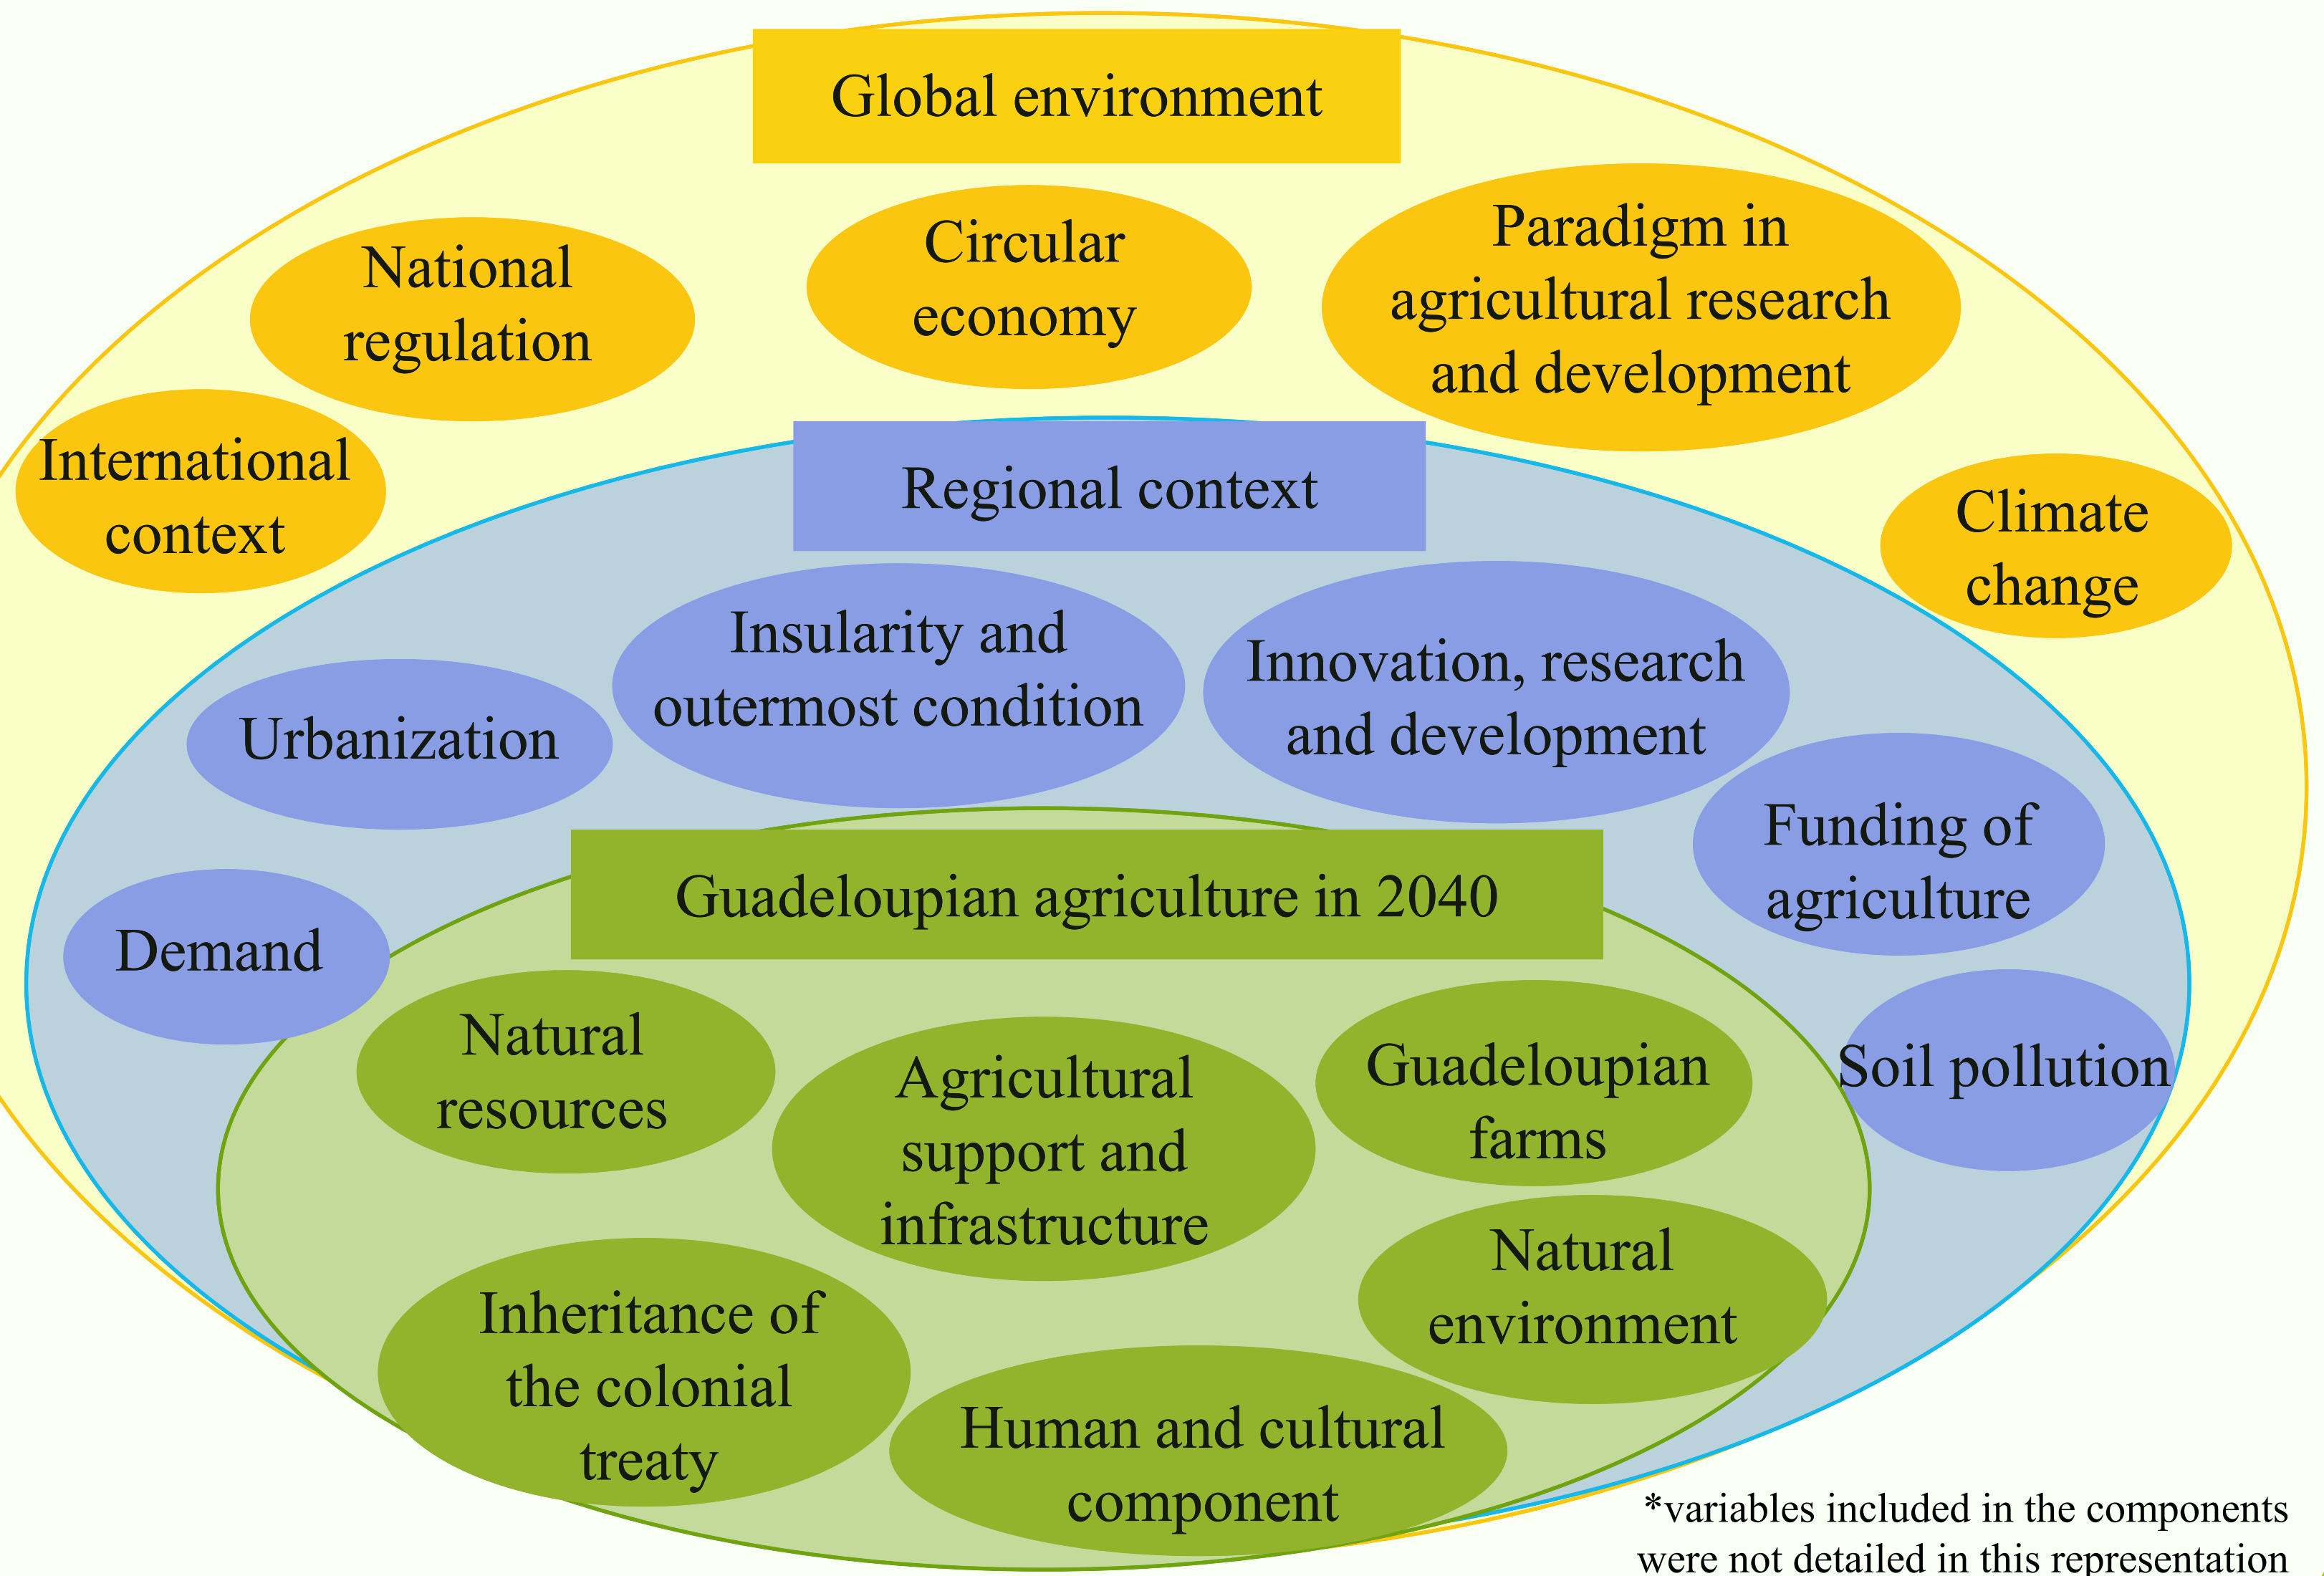 Global environment
National
regulation
Circular
economy
Paradigm in
agricultural research
and development
International
context
Climate
change
Regional context
Urbanization
Insularity and
outermost condition
Innovation, research
and development
Funding of
agriculture
Demand
Soil pollution
Guadeloupian agriculture in 2040
Natural
resources
Agricultural
support and
infrastructure
Guadeloupian
farms
Inheritance of
the colonial
treaty
Human and cultural
component
Natural
environment
*variables included in the components
were not detailed in this representation